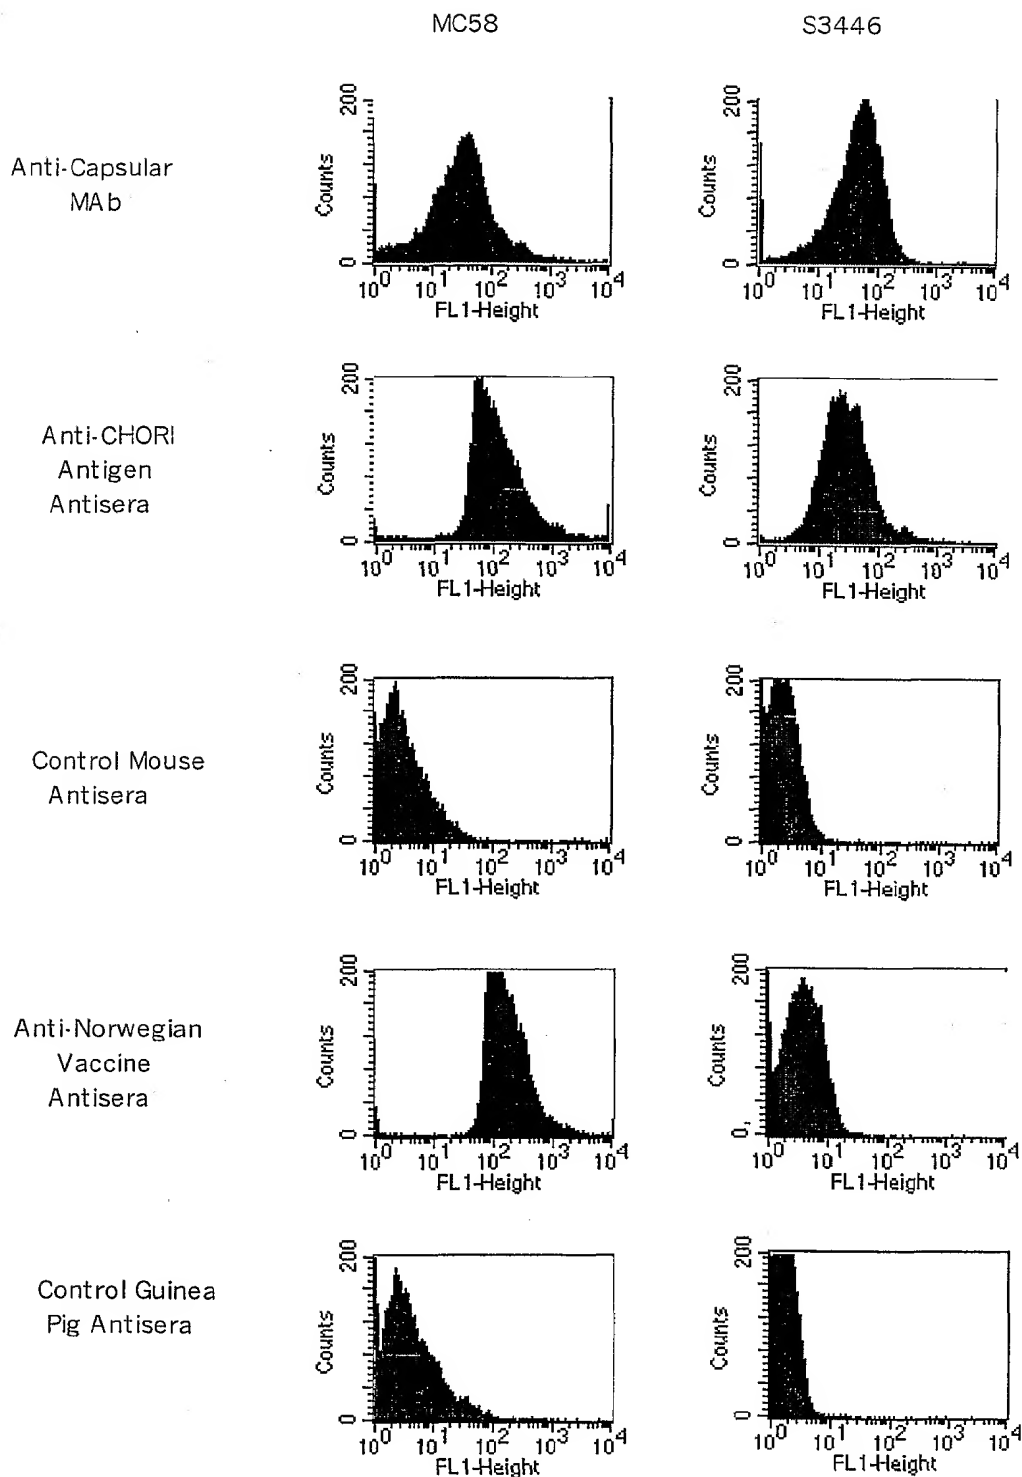 MC58 S3446
Anti-Capsular
MAb
200
Counts
0
10^0 10^1 10^2 10^3 10^4
FL1-Height
200
Counts
0
10^0 10^1 10^2 10^3 10^4
FL1-Height
Anti-CHORI
Antigen
Antisera
200
Counts
0
10^0 10^1 10^2 10^3 10^4
FL1-Height
200
Counts
0
10^0 10^1 10^2 10^3 10^4
FL1-Height
Control Mouse
Antisera
200
Counts
0
10^0 10^1 10^2 10^3 10^4
FL1-Height
200
Counts
0
10^0 10^1 10^2 10^3 10^4
FL1-Height
Anti-Norwegian
Vaccine
Antisera
200
Counts
0
10^0 10^1 10^2 10^3 10^4
FL1-Height
200
Counts
0
10^0 10^1 10^2 10^3 10^4
FL1-Height
Control Guinea
Pig Antisera
200
Counts
0
10^0 10^1 10^2 10^3 10^4
FL1-Height
200
Counts
0
10^0 10^1 10^2 10^3 10^4
FL1-Height